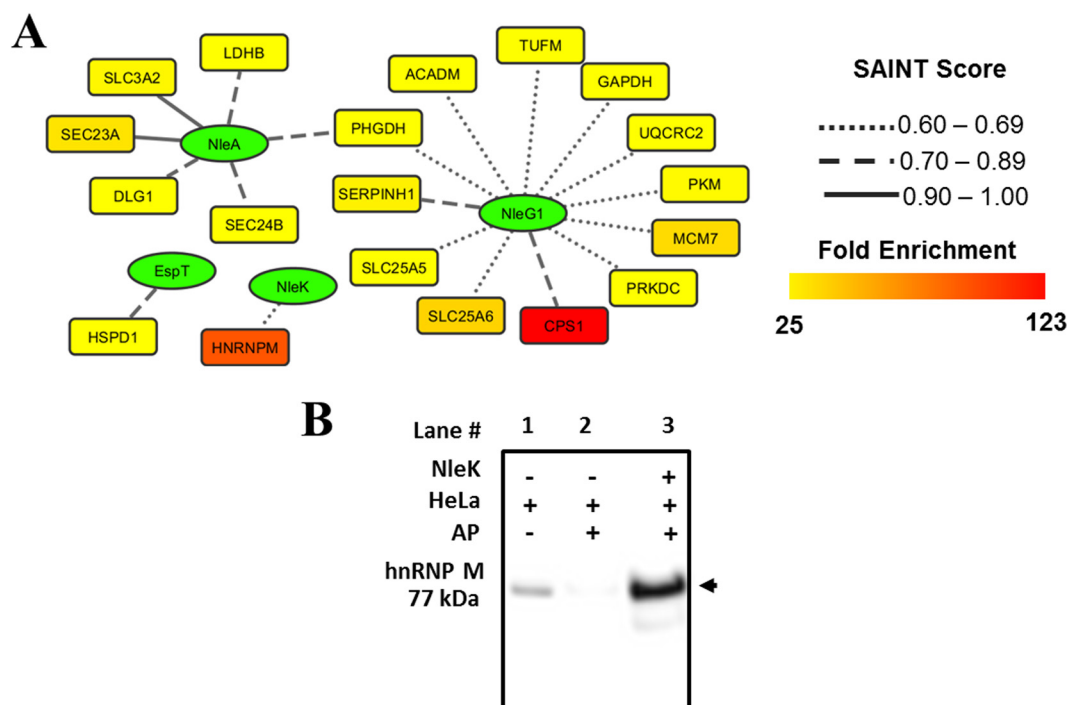 A
LDHB
SLC3A2
SEC23A
NleA
DLG1
SEC24B
PHGDH
EspT
NleK
HSPD1
HNRNPM
TUFM
ACADM
GAPDH
UQCRC2
PKM
SERPINH1
NleG1
MCM7
SLC25A5
PRKDC
SLC25A6
CPS1
SAINT Score
0.60 – 0.69
0.70 – 0.89
0.90 – 1.00
Fold Enrichment
25 123
B
Lane # 1 2 3
NleK - - +
HeLa + + +
AP - + +
hnRNP M
77 kDa